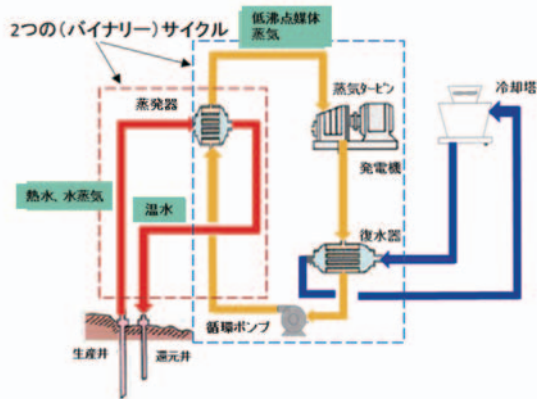 2つの(バイナリー)サイクル
低沸点媒体
蒸気
蒸発器
蒸気タービン
冷却塔
発電機
熱水、水蒸気
温水
復水器
循環ポンプ
生産井
還元井